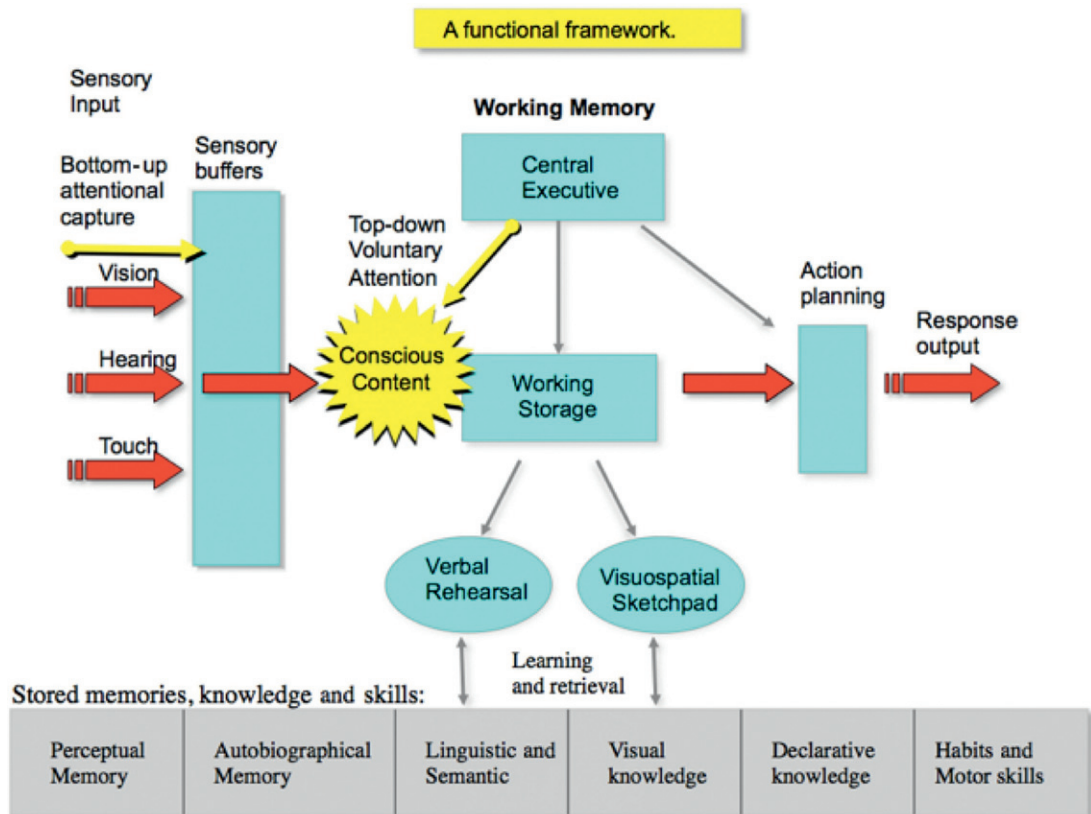 A functional framework.
Sensory
Input
Working Memory
Sensory
buffers
Bottom-up
attentional
capture
Central
Executive
Top-down
Voluntary
Attention
Vision
Action
planning
Response
output
Hearing
Conscious
Content
Working
Storage
Touch
Verbal
Rehearsal
Visuospatial
Sketchpad
Learning
and retrieval
Stored memories, knowledge and skills:
Perceptual
Memory
Autobiographical
Memory
Linguistic and
Semantic
Visual
knowledge
Declarative
knowledge
Habits and
Motor skills